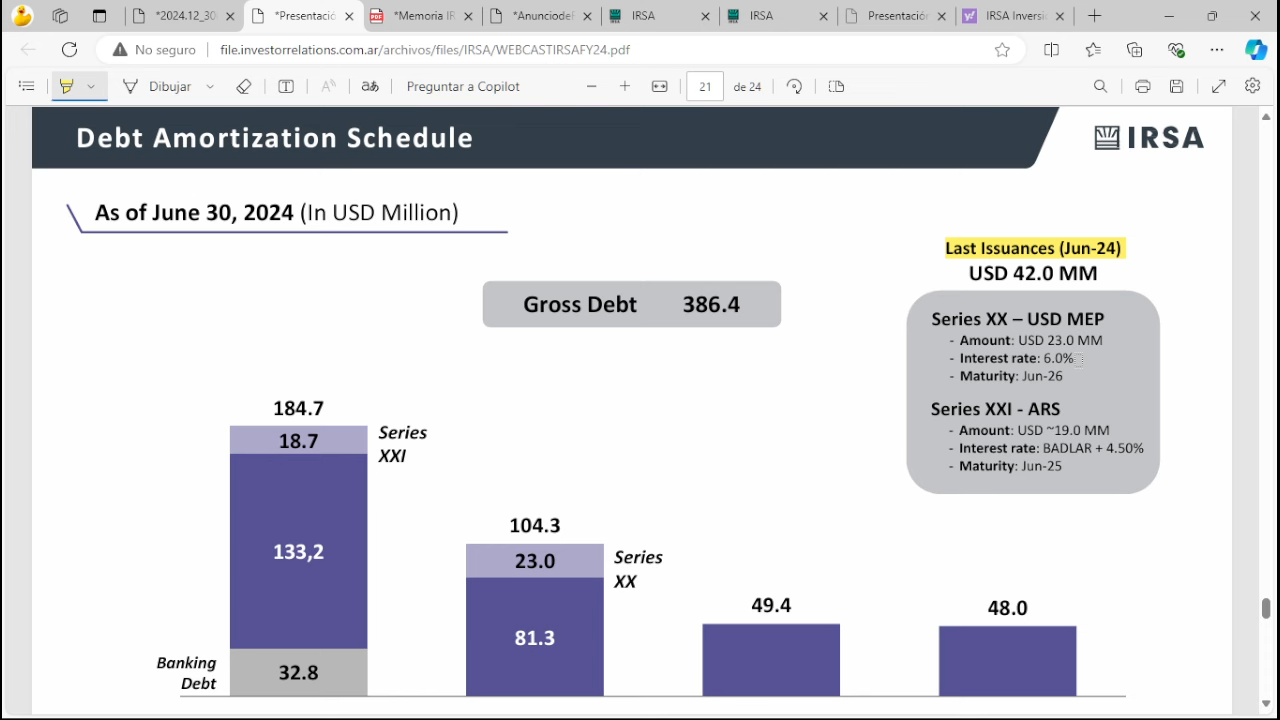 *2024.12_30
*Presentació
*Memoria IR
*Anunciode
IRSA
IRSA
Presentación
IRSA Inversi
No seguro
file.investorrelations.com.ar/archivos/files/IRSA/WEBCASTIRSAFY24.pdf
Dibujar
Preguntar a Copilot
21
de 24
Debt Amortization Schedule
IRSA
As of June 30, 2024 (In USD Million)
Last Issuances (Jun-24)
USD 42.0 MM
Gross Debt 386.4
Series XX – USD MEP
- Amount: USD 23.0 MM
- Interest rate: 6.0%
- Maturity: Jun-26
Series XXI - ARS
- Amount: USD ~19.0 MM
- Interest rate: BADLAR + 4.50%
- Maturity: Jun-25
184.7
18.7
Series
XXI
133,2
Banking
Debt
32.8
104.3
23.0
Series
XX
81.3
49.4
48.0